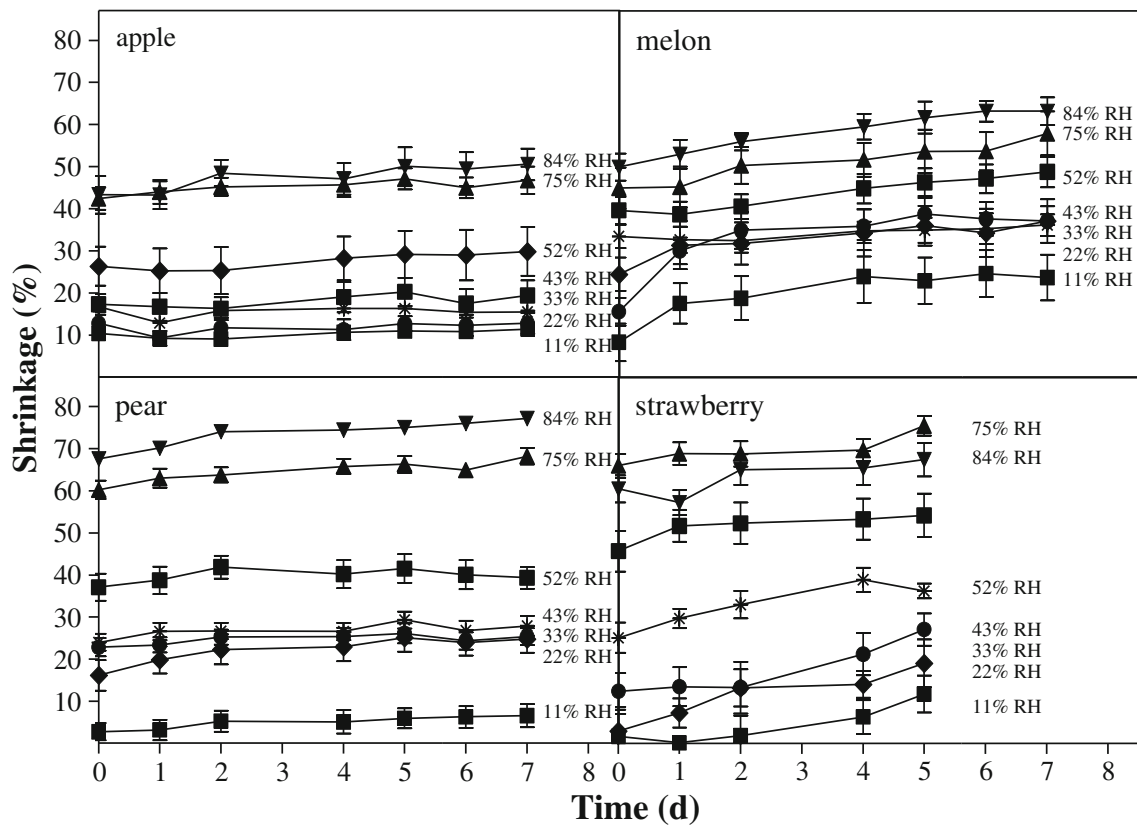 apple
melon
80
70
60
50
40
30
20
10
84% RH
75% RH
52% RH
43% RH
33% RH
22% RH
11% RH
84% RH
75% RH
52% RH
43% RH
33% RH
22% RH
11% RH
Shrinkage (%)
pear
strawberry
80
70
60
50
40
30
20
10
84% RH
75% RH
52% RH
43% RH
33% RH
22% RH
11% RH
75% RH
84% RH
52% RH
43% RH
33% RH
22% RH
11% RH
0 1 2 4 5 6 7 8
0 1 2 4 5 6 7 8
Time (d)